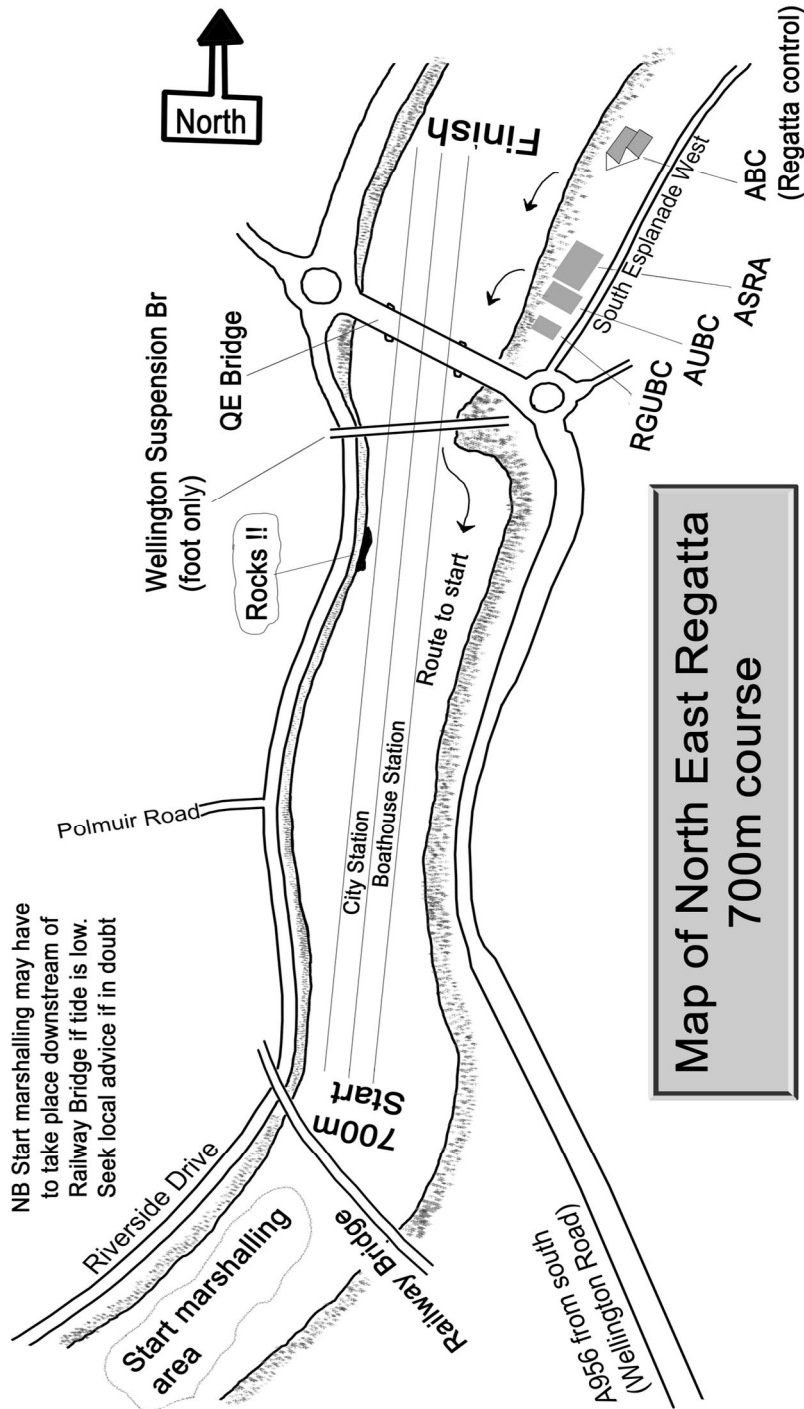 NB Start marshalling may have
to take place downstream of
Railway Bridge if tide is low.
Seek local advice if in doubt
Riverside Drive
Start marshalling
area
Railway Bridge
A956 from south
(Wellington Road)
700m
Start
Polmuir Road
City Station
Boathouse Station
Route to start
Rocks !!
Wellington Suspension Br
(foot only)
QE Bridge
North
Finish
South Esplanade West
RGUBC
AUBC
ASRA
ABC
(Regatta control)
Map of North East Regatta
700m course